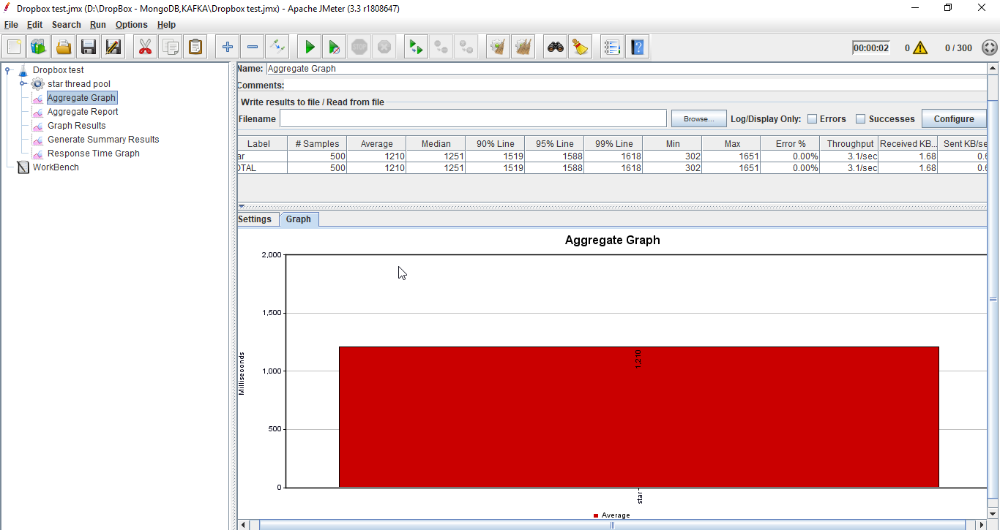 Dropbox test.jmx (D:\DropBox - MongoDB,KAFKA\Dropbox test.jmx) - Apache JMeter (3.3 r1808647)
File Edit Search Run Options Help
STOP
00:00:02 0 0 / 300
Dropbox test
star thread pool
Aggregate Graph
Aggregate Report
Graph Results
Generate Summary Results
Response Time Graph
WorkBench
Name: Aggregate Graph
Comments:
Write results to file / Read from file
Filename Browse... Log/Display Only: Errors Successes Configure
Label # Samples Average Median 90% Line 95% Line 99% Line Min Max Error % Throughput Received KB... Sent KB/se
ar 500 1210 1251 1519 1588 1618 302 1651 0.00% 3.1/sec 1.68 0.6
OTAL 500 1210 1251 1519 1588 1618 302 1651 0.00% 3.1/sec 1.68 0.6
Settings Graph
Aggregate Graph
2,000
1,500
1,000
500
0
Milliseconds
1,210
star
Average